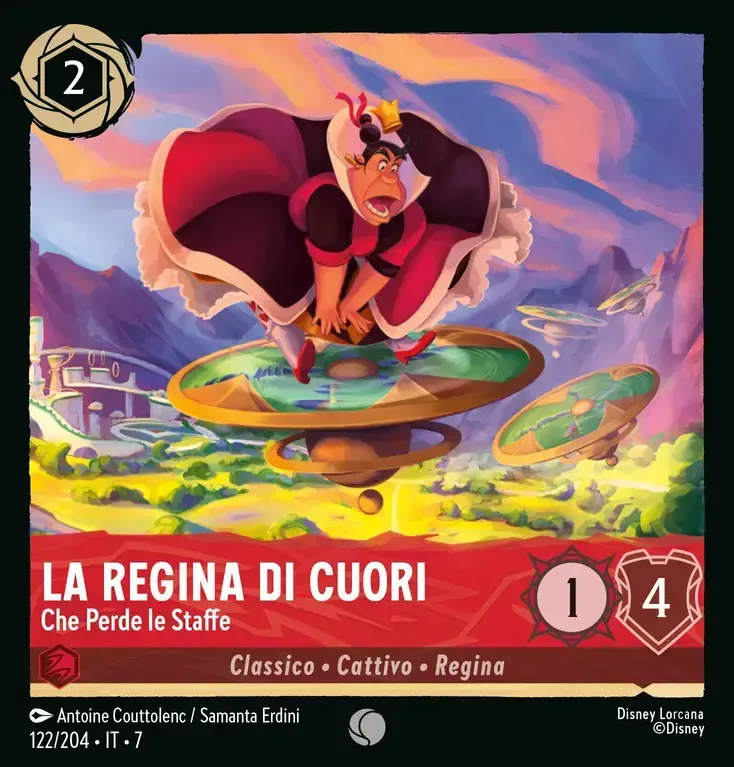 2
LA REGINA DI CUORI
Che Perde le Staffe
1
4
Classico • Cattivo • Regina
Antoine Couttolenc / Samanta Erdini
122/204 • IT • 7
Disney Lorcana
©Disney